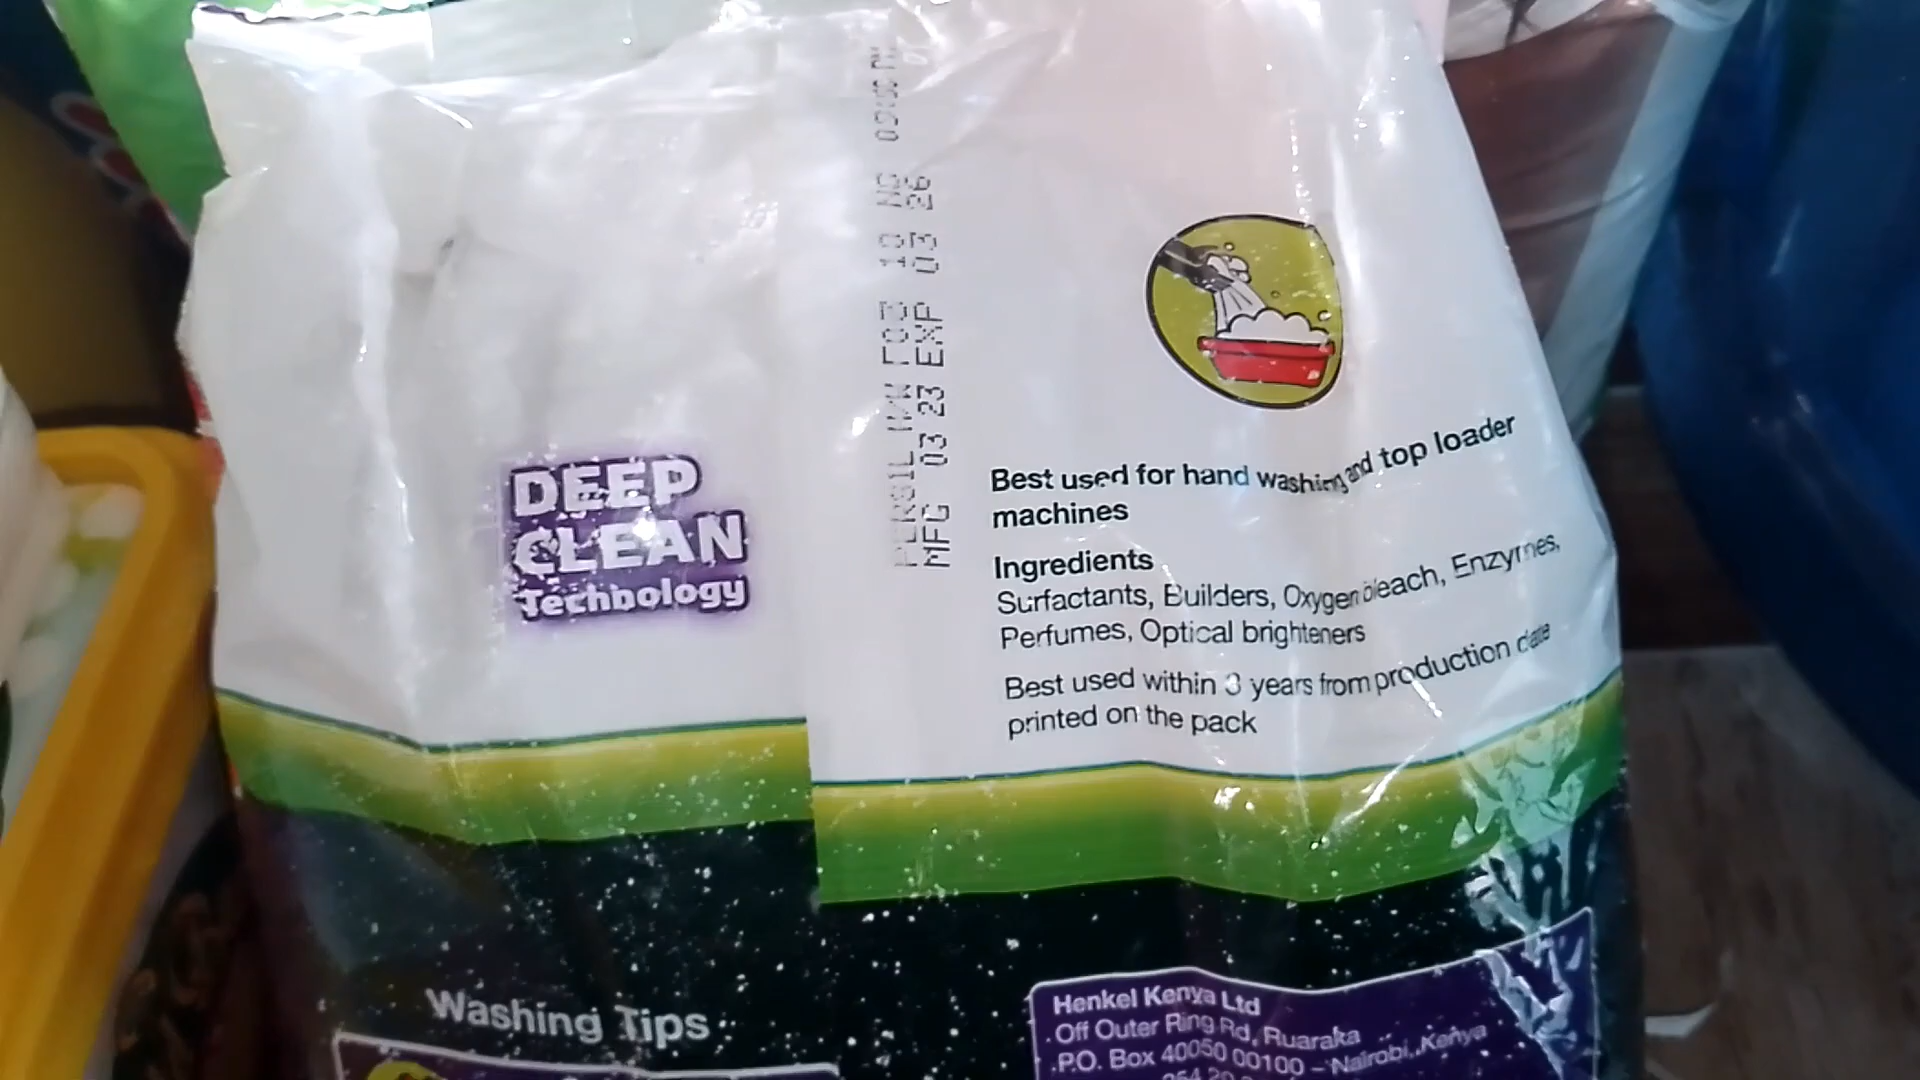 DEEP
CLEAN
Technology
PERSIL H/W
MFG 03 23 EXP 03 26
Best used for hand washing and top loader
machines
Ingredients
Surfactants, Builders, Oxygen bleach, Enzymes,
Perfumes, Optical brighteners
Best used within 3 years from production date
printed on the pack
Washing Tips
Henkel Kenya Ltd
Off Outer Ring Rd, Ruaraka
P.O. Box 40050 00100 – Nairobi, Kenya